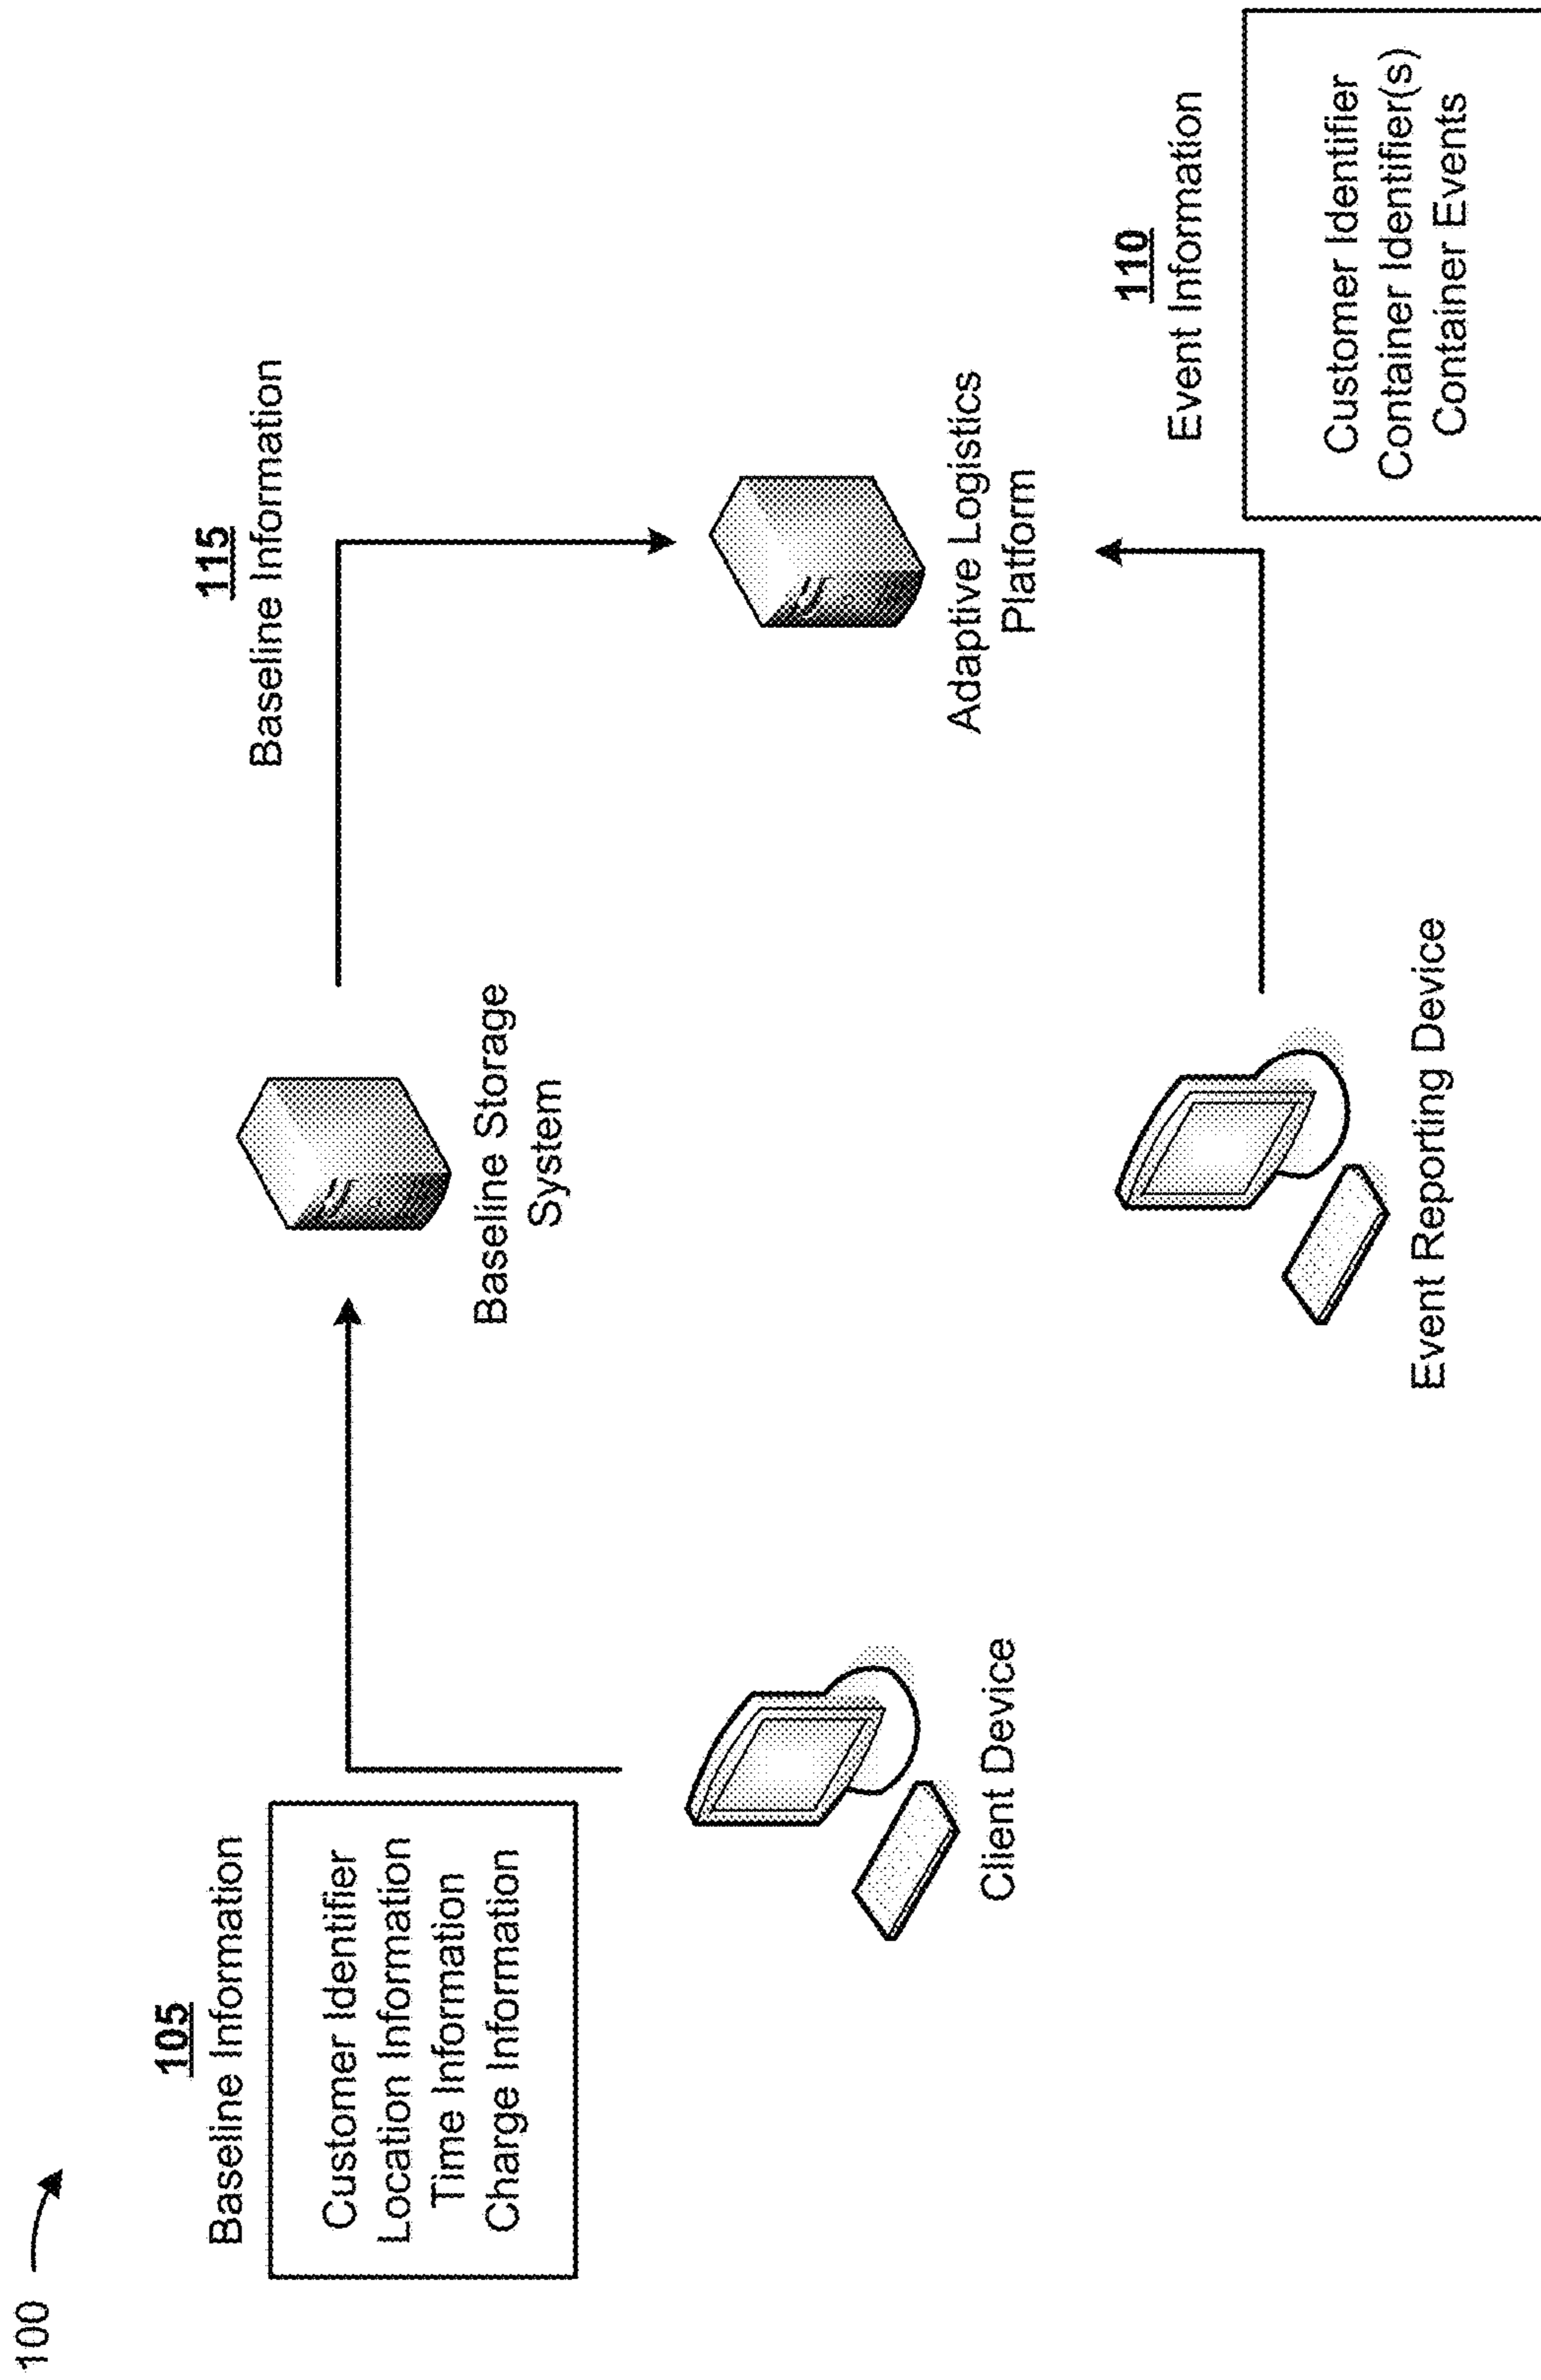 100
105
Baseline Information
Customer Identifier
Location Information
Time Information
Charge Information
Client Device
Baseline Storage
System
115
Baseline Information
Adaptive Logistics
Platform
Event Reporting Device
110
Event Information
Customer Identifier
Container Identifier(s)
Container Events